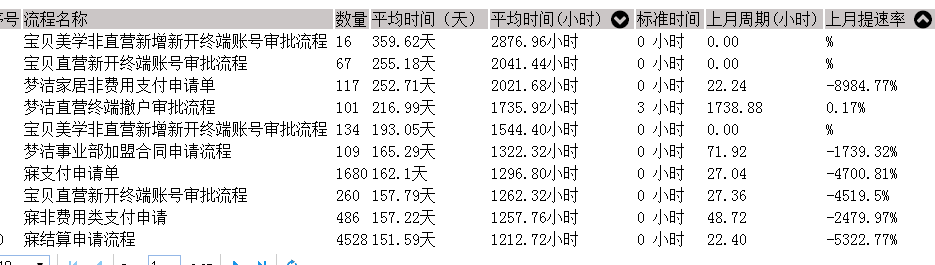 序号 流程名称 数量 平均时间（天） 平均时间(小时) 标准时间 上月周期(小时) 上月提速率
宝贝美学非直营新增新开终端账号审批流程 16 359.62天 2876.96小时 0 小时 0.00 %
宝贝直营新开终端账号审批流程 67 255.18天 2041.44小时 0 小时 0.00 %
梦洁家居非费用支付申请单 117 252.71天 2021.68小时 0 小时 22.24 -8984.77%
梦洁直营终端撤户审批流程 101 216.99天 1735.92小时 3 小时 1738.88 0.17%
宝贝美学非直营新增新开终端账号审批流程 134 193.05天 1544.40小时 0 小时 0.00 %
梦洁事业部加盟合同申请流程 109 165.29天 1322.32小时 0 小时 71.92 -1739.32%
寐支付申请单 1680 162.1天 1296.80小时 0 小时 27.04 -4700.81%
宝贝直营新开终端账号审批流程 260 157.79天 1262.32小时 0 小时 27.36 -4519.5%
寐非费用类支付申请 486 157.22天 1257.76小时 0 小时 48.72 -2479.97%
0 寐结算申请流程 4528 151.59天 1212.72小时 0 小时 22.40 -5322.77%